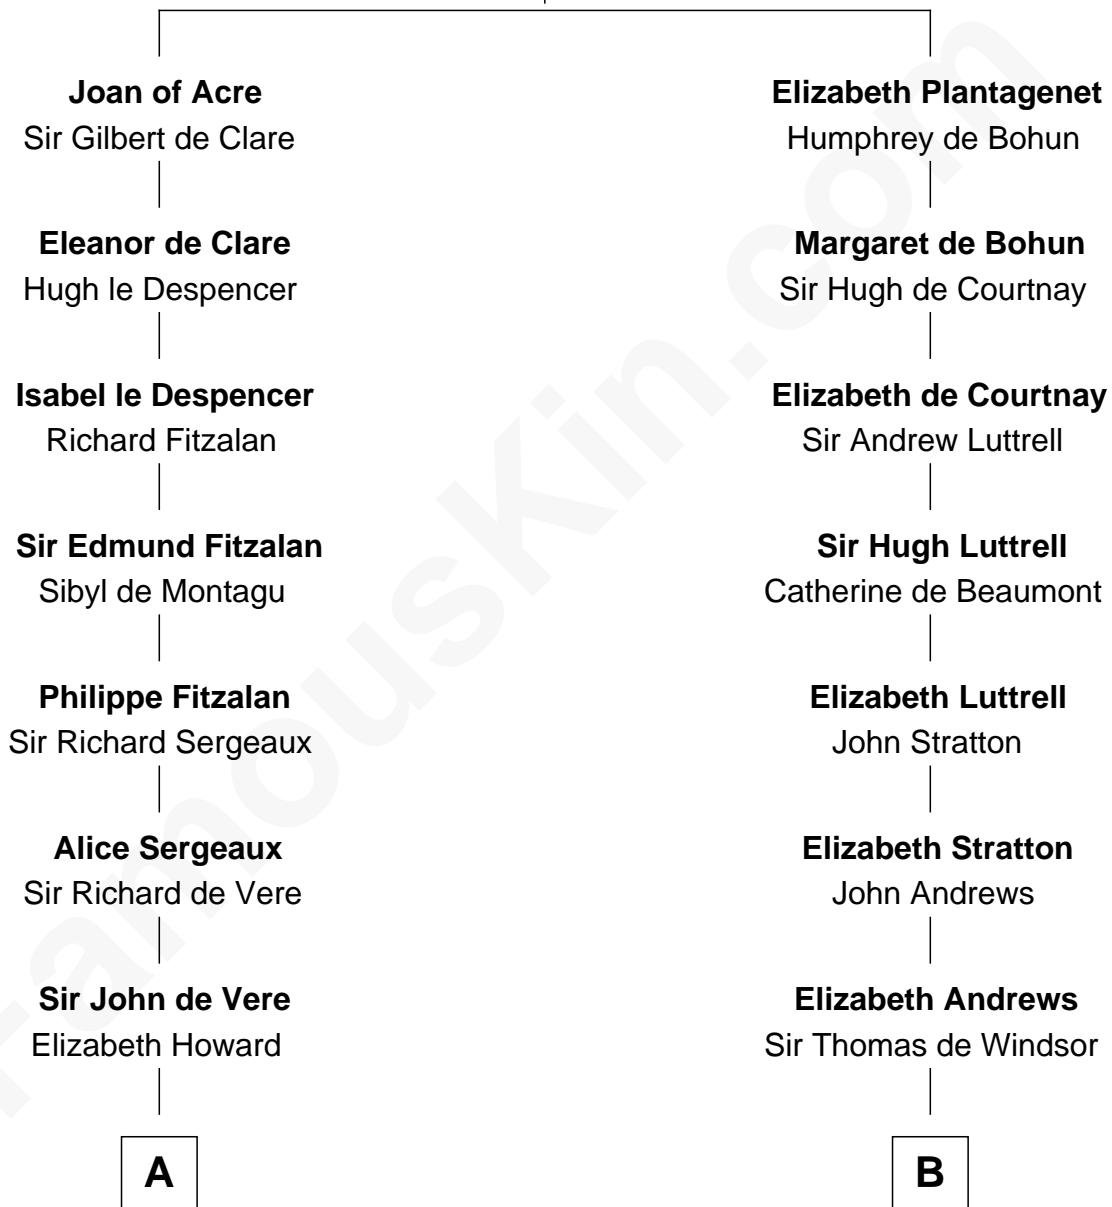 Joan of Acre
Sir Gilbert de Clare
Eleanor de Clare
Hugh le Despencer
Isabel le Despencer
Richard Fitzalan
Sir Edmund Fitzalan
Sibyl de Montagu
Philippe Fitzalan
Sir Richard Sergeaux
Alice Sergeaux
Sir Richard de Vere
Sir John de Vere
Elizabeth Howard
A
Elizabeth Plantagenet
Humphrey de Bohun
Margaret de Bohun
Sir Hugh de Courtnay
Elizabeth de Courtnay
Sir Andrew Luttrell
Sir Hugh Luttrell
Catherine de Beaumont
Elizabeth Luttrell
John Stratton
Elizabeth Stratton
John Andrews
Elizabeth Andrews
Sir Thomas de Windsor
B
FamousKin.com